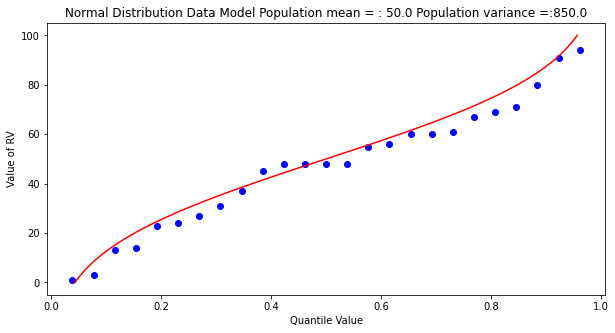 Normal Distribution Data Model Population mean = : 50.0 Population variance =:850.0
100
80
60
40
20
0
Value of RV
0.0 0.2 0.4 0.6 0.8 1.0
Quantile Value